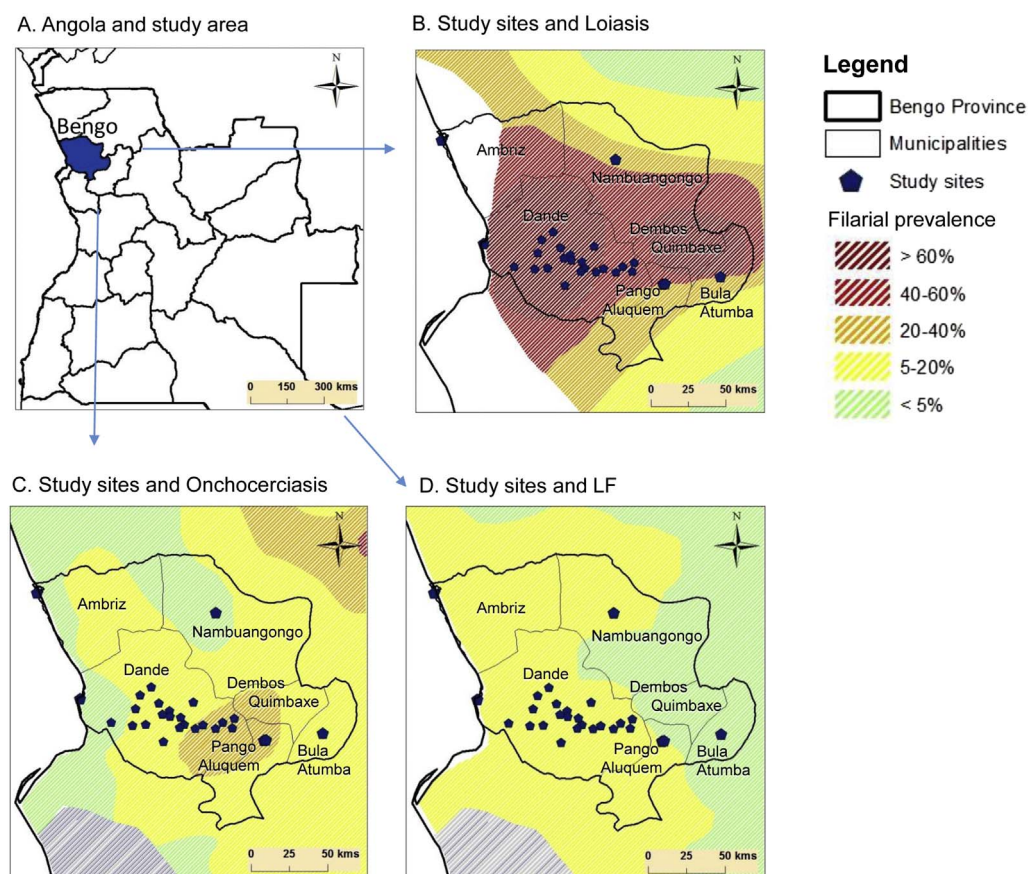 A. Angola and study area
N
Bengo
0 150 300 kms
B. Study sites and Loiasis
N
Ambriz
Nambuangongo
Dande
Dembos
Quimbaxe
Pango
Aluquem
Bula
Atumba
0 25 50 kms
Legend
Bengo Province
Municipalities
Study sites
Filarial prevalence
> 60%
40-60%
20-40%
5-20%
< 5%
C. Study sites and Onchocerciasis
N
Ambriz
Nambuangongo
Dande
Dembos
Quimbaxe
Pango
Aluquem
Bula
Atumba
0 25 50 kms
D. Study sites and LF
N
Ambriz
Nambuangongo
Dande
Dembos
Quimbaxe
Pango
Aluquem
Bula
Atumba
0 25 50 kms